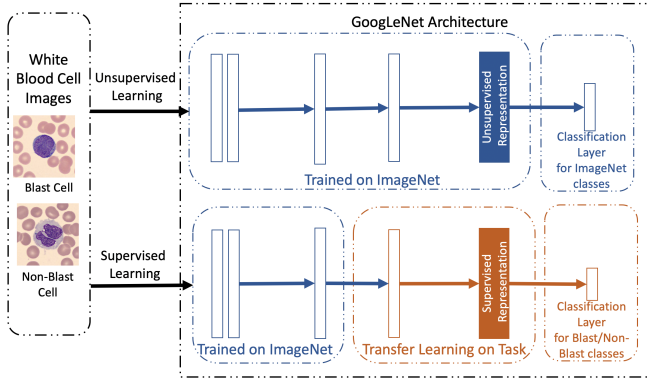 GoogLeNet Architecture
White
Blood Cell
Images
Blast Cell
Non-Blast
Cell
Unsupervised
Learning
Unsupervised
Representation
Trained on ImageNet
Classification
Layer
for ImageNet
classes
Supervised
Learning
Supervised
Representation
Trained on ImageNet
Transfer Learning on Task
Classification
Layer
for Blast/Non-
Blast classes